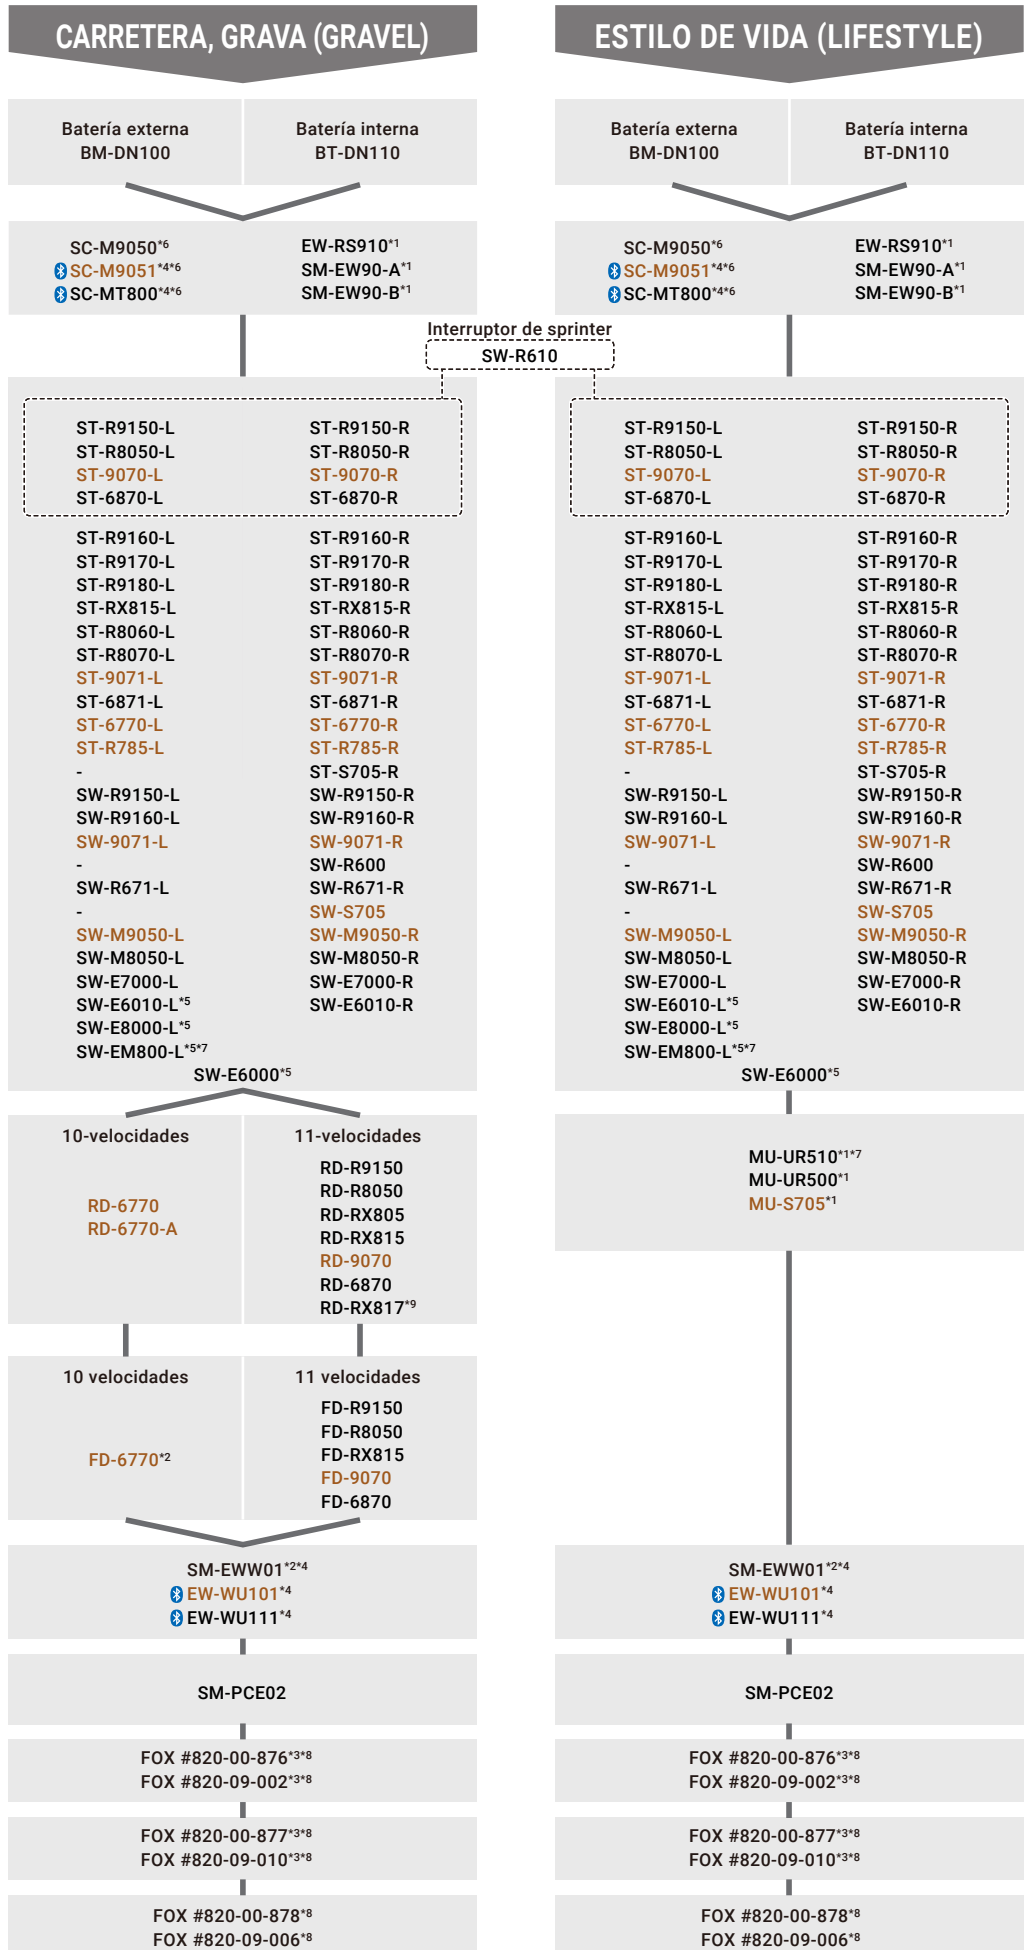 CARRETERA, GRAVA (GRAVEL)
Batería externa
BM-DN100
Batería interna
BT-DN110
SC-M9050*6
SC-M9051*4*6
SC-MT800*4*6
EW-RS910*1
SM-EW90-A*1
SM-EW90-B*1
Interruptor de sprinter
SW-R610
ST-R9150-L ST-R9150-R
ST-R8050-L ST-R8050-R
ST-9070-L ST-9070-R
ST-6870-L ST-6870-R
ST-R9160-L ST-R9160-R
ST-R9170-L ST-R9170-R
ST-R9180-L ST-R9180-R
ST-RX815-L ST-RX815-R
ST-R8060-L ST-R8060-R
ST-R8070-L ST-R8070-R
ST-9071-L ST-9071-R
ST-6871-L ST-6871-R
ST-6770-L ST-6770-R
ST-R785-L ST-R785-R
- ST-S705-R
SW-R9150-L SW-R9150-R
SW-R9160-L SW-R9160-R
SW-9071-L SW-9071-R
- SW-R600
SW-R671-L SW-R671-R
- SW-S705
SW-M9050-L SW-M9050-R
SW-M8050-L SW-M8050-R
SW-E7000-L SW-E7000-R
SW-E6010-L*5 SW-E6010-R
SW-E8000-L*5
SW-EM800-L*5*7
SW-E6000*5
10-velocidades
RD-6770
RD-6770-A
11-velocidades
RD-R9150
RD-R8050
RD-RX805
RD-RX815
RD-9070
RD-6870
RD-RX817*9
10 velocidades
FD-6770*2
11 velocidades
FD-R9150
FD-R8050
FD-RX815
FD-9070
FD-6870
SM-EWW01*2*4
EW-WU101*4
EW-WU111*4
SM-PCE02
FOX #820-00-876*3*8
FOX #820-09-002*3*8
FOX #820-00-877*3*8
FOX #820-09-010*3*8
FOX #820-00-878*8
FOX #820-09-006*8
ESTILO DE VIDA (LIFESTYLE)
Batería externa
BM-DN100
Batería interna
BT-DN110
SC-M9050*6
SC-M9051*4*6
SC-MT800*4*6
EW-RS910*1
SM-EW90-A*1
SM-EW90-B*1
ST-R9150-L ST-R9150-R
ST-R8050-L ST-R8050-R
ST-9070-L ST-9070-R
ST-6870-L ST-6870-R
ST-R9160-L ST-R9160-R
ST-R9170-L ST-R9170-R
ST-R9180-L ST-R9180-R
ST-RX815-L ST-RX815-R
ST-R8060-L ST-R8060-R
ST-R8070-L ST-R8070-R
ST-9071-L ST-9071-R
ST-6871-L ST-6871-R
ST-6770-L ST-6770-R
ST-R785-L ST-R785-R
- ST-S705-R
SW-R9150-L SW-R9150-R
SW-R9160-L SW-R9160-R
SW-9071-L SW-9071-R
- SW-R600
SW-R671-L SW-R671-R
- SW-S705
SW-M9050-L SW-M9050-R
SW-M8050-L SW-M8050-R
SW-E7000-L SW-E7000-R
SW-E6010-L*5 SW-E6010-R
SW-E8000-L*5
SW-EM800-L*5*7
SW-E6000*5
MU-UR510*1*7
MU-UR500*1
MU-S705*1
SM-EWW01*2*4
EW-WU101*4
EW-WU111*4
SM-PCE02
FOX #820-00-876*3*8
FOX #820-09-002*3*8
FOX #820-00-877*3*8
FOX #820-09-010*3*8
FOX #820-00-878*8
FOX #820-09-006*8